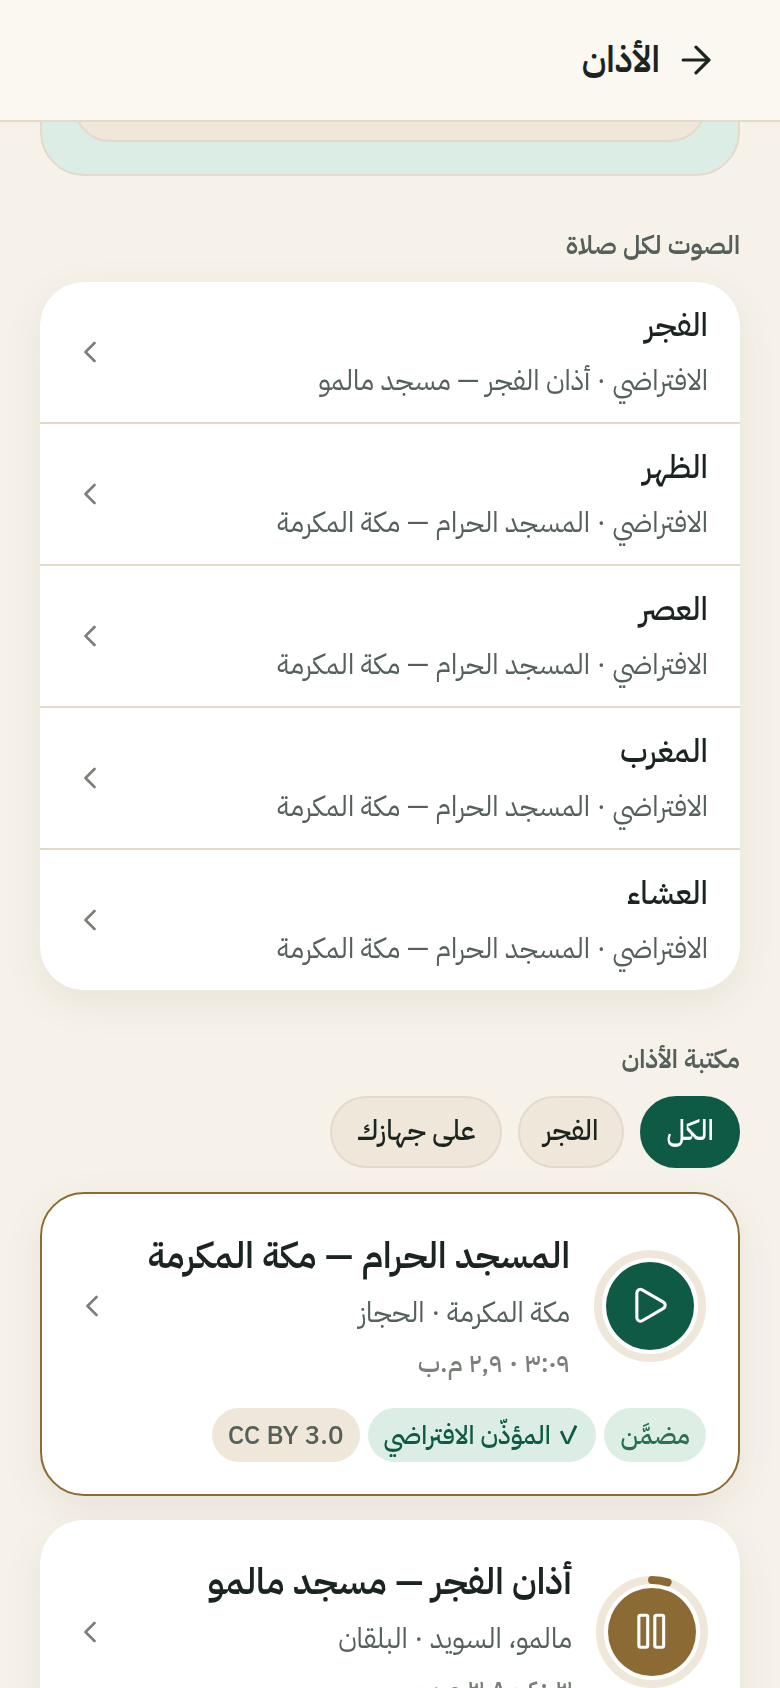 الأذان
الصوت لكل صلاة
الفجر
الافتراضي · أذان الفجر — مسجد مالمو
الظهر
الافتراضي · المسجد الحرام — مكة المكرمة
العصر
الافتراضي · المسجد الحرام — مكة المكرمة
المغرب
الافتراضي · المسجد الحرام — مكة المكرمة
العشاء
الافتراضي · المسجد الحرام — مكة المكرمة
مكتبة الأذان
الكل الفجر على جهازك
المسجد الحرام — مكة المكرمة
مكة المكرمة · الحجاز
٣:٠٩ · ٢,٩ م.ب
مضمَّن ✓ المؤذّن الافتراضي CC BY 3.0
أذان الفجر — مسجد مالمو
مالمو، السويد · البلقان